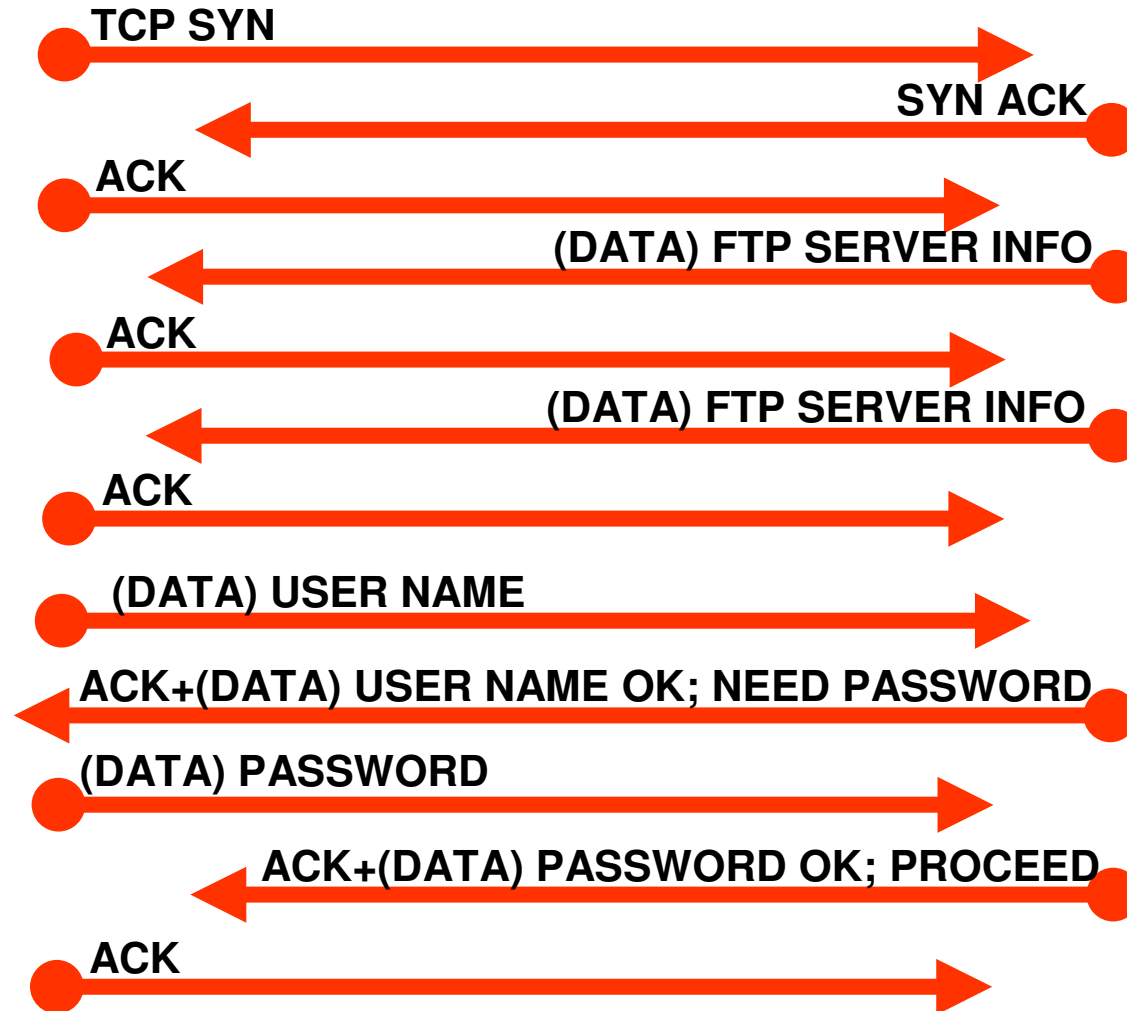 TCP SYN
SYN ACK
ACK
(DATA) FTP SERVER INFO
ACK
(DATA) FTP SERVER INFO
ACK
(DATA) USER NAME
ACK+(DATA) USER NAME OK; NEED PASSWORD
(DATA) PASSWORD
ACK+(DATA) PASSWORD OK; PROCEED
ACK